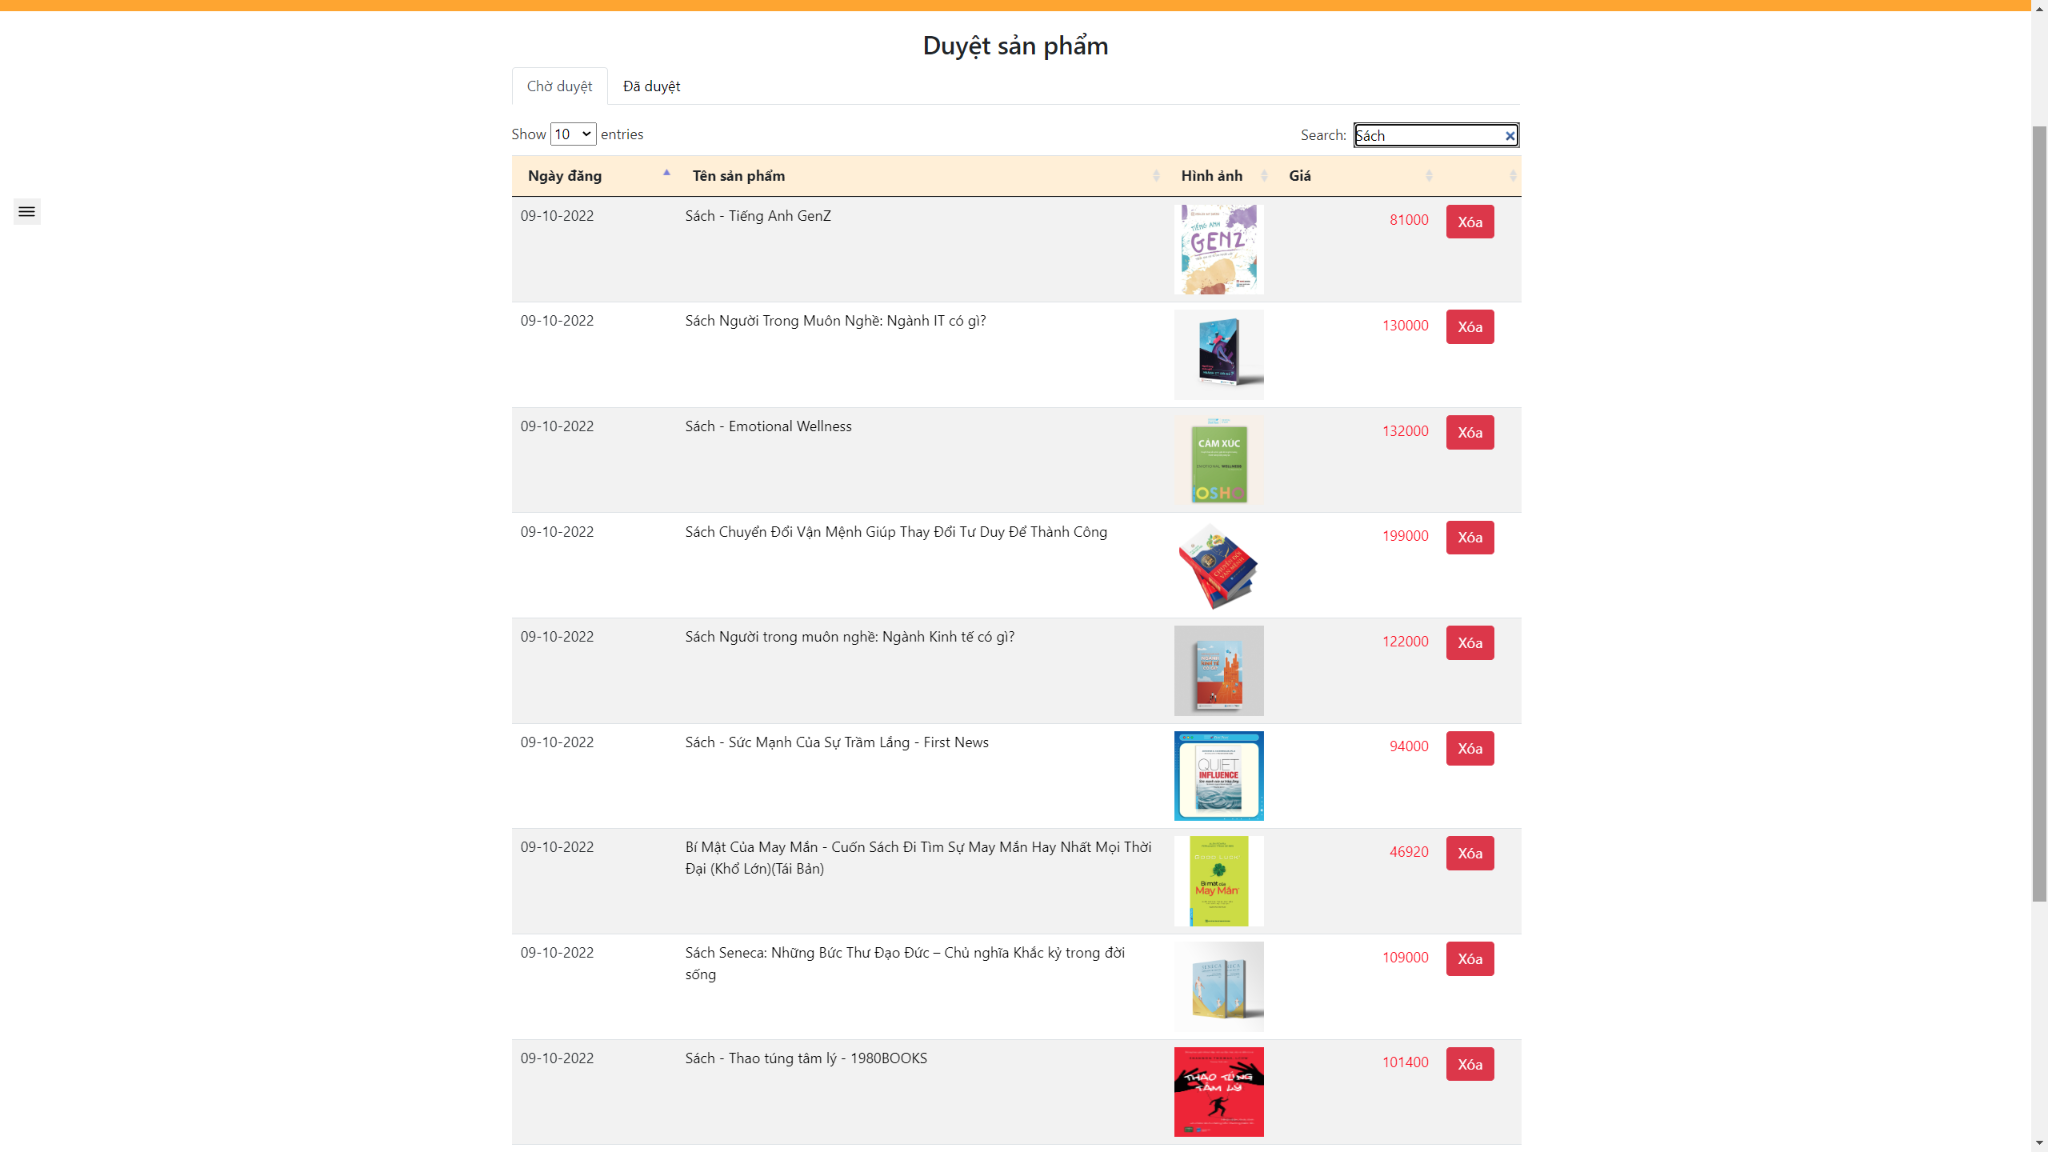 Duyệt sản phẩm
Chờ duyệt Đã duyệt
Show 10 entries Search: Sách
Ngày đăng Tên sản phẩm Hình ảnh Giá
09-10-2022 Sách - Tiếng Anh GenZ 81000 Xóa
TIẾNG ANH
GENZ
09-10-2022 Sách Người Trong Muôn Nghề: Ngành IT có gì? 130000 Xóa
09-10-2022 Sách - Emotional Wellness 132000 Xóa
CẢM XÚC
EMOTIONAL WELLNESS
OSHO
09-10-2022 Sách Chuyển Đổi Vận Mệnh Giúp Thay Đổi Tư Duy Để Thành Công 199000 Xóa
09-10-2022 Sách Người trong muôn nghề: Ngành Kinh tế có gì? 122000 Xóa
09-10-2022 Sách - Sức Mạnh Của Sự Trầm Lắng - First News 94000 Xóa
QUIET
INFLUENCE
09-10-2022 Bí Mật Của May Mắn - Cuốn Sách Đi Tìm Sự May Mắn Hay Nhất Mọi Thời
Đại (Khổ Lớn)(Tái Bản) 46920 Xóa
Bí mật của
May Mắn
09-10-2022 Sách Seneca: Những Bức Thư Đạo Đức – Chủ nghĩa Khắc kỷ trong đời
sống 109000 Xóa
09-10-2022 Sách - Thao túng tâm lý - 1980BOOKS 101400 Xóa
THAO TÚNG
TÂM LÝ